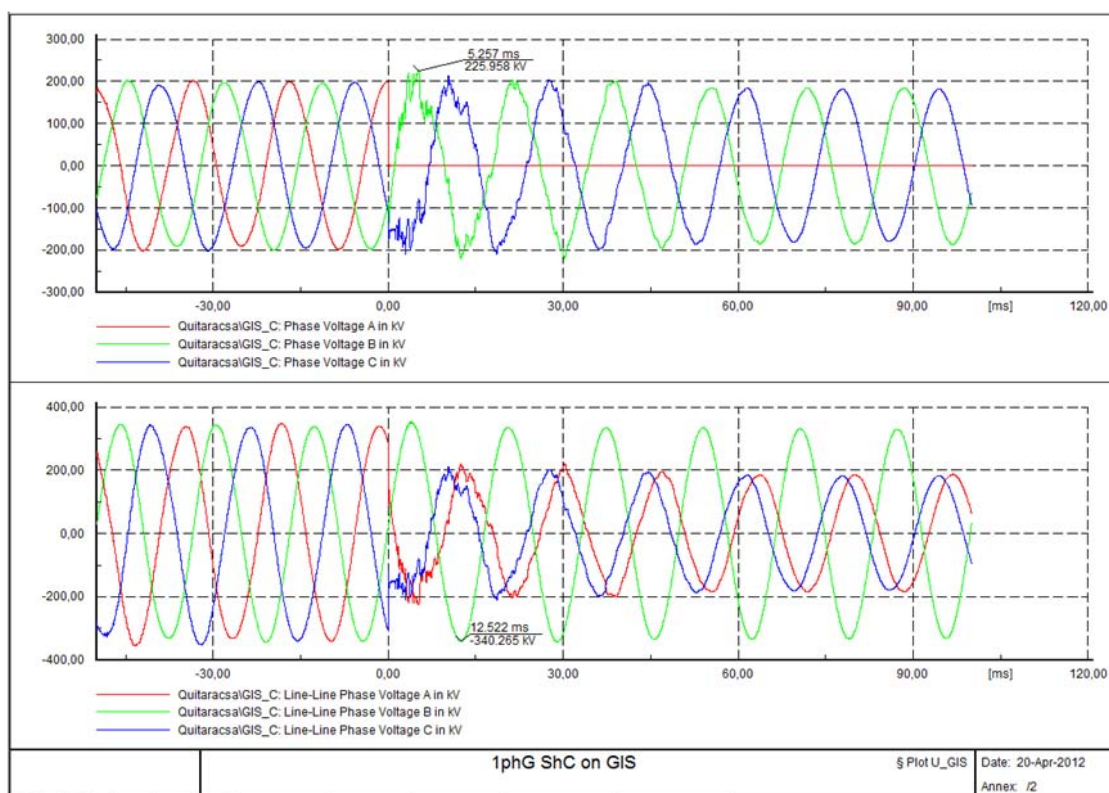 300,00
200,00
100,00
0,00
-100,00
-200,00
-300,00
5.257 ms
225.958 kV
-30,00 0,00 30,00 60,00 90,00 [ms] 120,00
Quitaracsa\GIS_C: Phase Voltage A in kV
Quitaracsa\GIS_C: Phase Voltage B in kV
Quitaracsa\GIS_C: Phase Voltage C in kV
400,00
200,00
0,00
-200,00
-400,00
12.522 ms
-340.265 kV
-30,00 0,00 30,00 60,00 90,00 [ms] 120,00
Quitaracsa\GIS_C: Line-Line Phase Voltage A in kV
Quitaracsa\GIS_C: Line-Line Phase Voltage B in kV
Quitaracsa\GIS_C: Line-Line Phase Voltage C in kV
1phG ShC on GIS § Plot U_GIS Date: 20-Apr-2012
Annex: /2